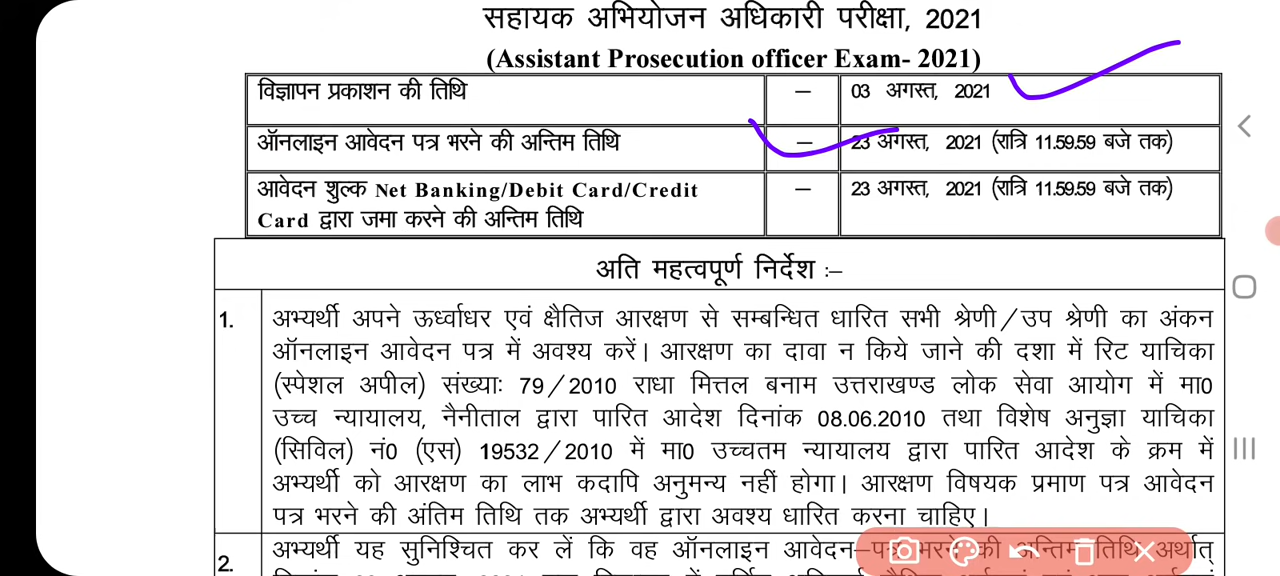 सहायक अभियोजन अधिकारी परीक्षा, 2021
(Assistant Prosecution officer Exam- 2021)
विज्ञापन प्रकाशन की तिथि – 03 अगस्त, 2021
ऑनलाइन आवेदन पत्र भरने की अन्तिम तिथि – 23 अगस्त, 2021 (रात्रि 11.59.59 बजे तक)
आवेदन शुल्क Net Banking/Debit Card/Credit – 23 अगस्त, 2021 (रात्रि 11.59.59 बजे तक)
Card द्वारा जमा करने की अन्तिम तिथि
अति महत्वपूर्ण निर्देश :–
1. अभ्यर्थी अपने ऊर्ध्वाधर एवं क्षैतिज आरक्षण से सम्बन्धित धारित सभी श्रेणी/उप श्रेणी का अंकन
ऑनलाइन आवेदन पत्र में अवश्य करें। आरक्षण का दावा न किये जाने की दशा में रिट याचिका
(स्पेशल अपील) संख्याः 79/2010 राधा मित्तल बनाम उत्तराखण्ड लोक सेवा आयोग में मा0
उच्च न्यायालय, नैनीताल द्वारा पारित आदेश दिनांक 08.06.2010 तथा विशेष अनुज्ञा याचिका
(सिविल) नं0 (एस) 19532/2010 में मा0 उच्चतम न्यायालय द्वारा पारित आदेश के क्रम में
अभ्यर्थी को आरक्षण का लाभ कदापि अनुमन्य नहीं होगा। आरक्षण विषयक प्रमाण पत्र आवेदन
पत्र भरने की अंतिम तिथि तक अभ्यर्थी द्वारा अवश्य धारित करना चाहिए।
2. अभ्यर्थी यह सुनिश्चित कर लें कि वह ऑनलाइन आवेदन–पत्र भरने की अन्तिम तिथि अर्थात्